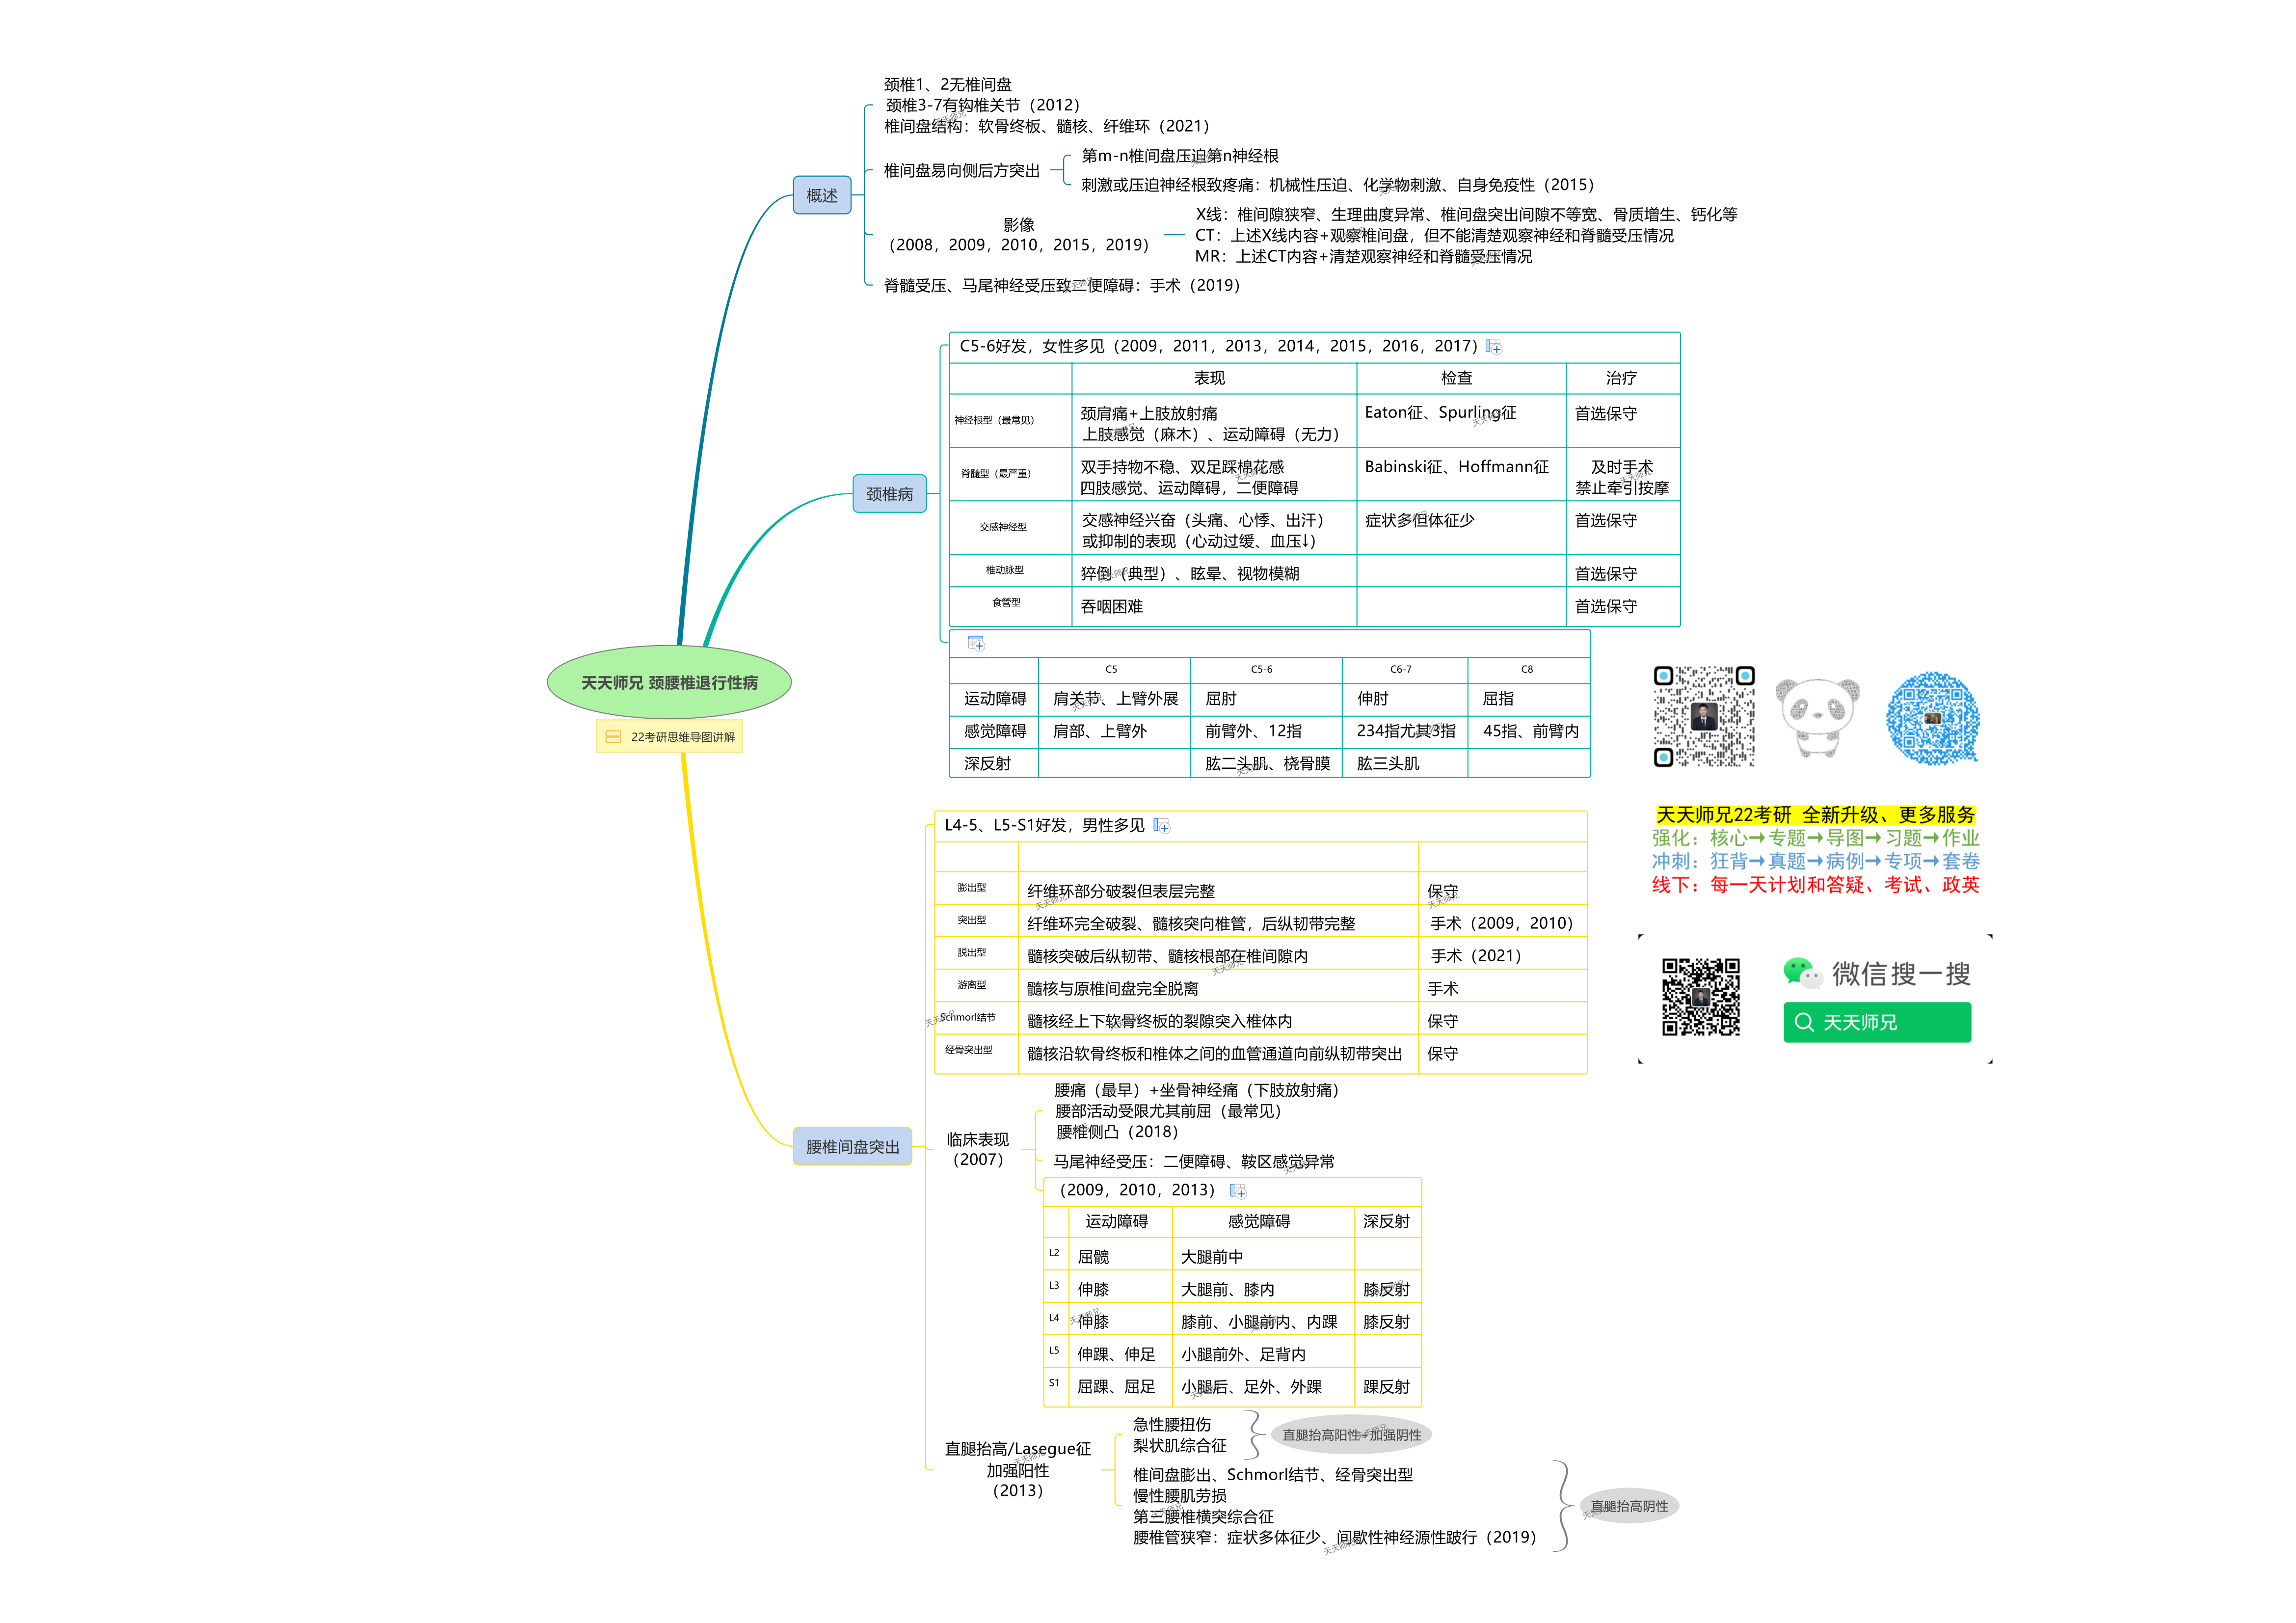 颈椎1、2无椎间盘
颈椎3-7有钩椎关节（2012）
椎间盘结构：软骨终板、髓核、纤维环（2021）
椎间盘易向侧后方突出
第m-n椎间盘压迫第n神经根
刺激或压迫神经根致疼痛：机械性压迫、化学物刺激、自身免疫性（2015）
概述
影像
（2008，2009，2010，2015，2019）
X线：椎间隙狭窄、生理曲度异常、椎间盘突出间隙不等宽、骨质增生、钙化等
CT：上述X线内容+观察椎间盘，但不能清楚观察神经和脊髓受压情况
MR：上述CT内容+清楚观察神经和脊髓受压情况
脊髓受压、马尾神经受压致二便障碍：手术（2019）
颈椎病
C5-6好发，女性多见（2009，2011，2013，2014，2015，2016，2017）
表现 检查 治疗
神经根型（最常见） 颈肩痛+上肢放射痛 Eaton征、Spurling征 首选保守
上肢感觉（麻木）、运动障碍（无力）
脊髓型（最严重） 双手持物不稳、双足踩棉花感 Babinski征、Hoffmann征 及时手术
四肢感觉、运动障碍，二便障碍 禁止牵引按摩
交感神经型 交感神经兴奋（头痛、心悸、出汗） 症状多但体征少 首选保守
或抑制的表现（心动过缓、血压↓）
椎动脉型 猝倒（典型）、眩晕、视物模糊 首选保守
食管型 吞咽困难 首选保守
C5 C5-6 C6-7 C8
运动障碍 肩关节、上臂外展 屈肘 伸肘 屈指
感觉障碍 肩部、上臂外 前臂外、12指 234指尤其3指 45指、前臂内
深反射 肱二头肌、桡骨膜 肱三头肌
天天师兄 颈腰椎退行性病
22考研思维导图讲解
腰椎间盘突出
L4-5、L5-S1好发，男性多见
膨出型 纤维环部分破裂但表层完整 保守
突出型 纤维环完全破裂、髓核突向椎管，后纵韧带完整 手术（2009，2010）
脱出型 髓核突破后纵韧带、髓核根部在椎间隙内 手术（2021）
游离型 髓核与原椎间盘完全脱离 手术
Schmorl结节 髓核经上下软骨终板的裂隙突入椎体内 保守
经骨突出型 髓核沿软骨终板和椎体之间的血管通道向前纵韧带突出 保守
临床表现
（2007）
腰痛（最早）+坐骨神经痛（下肢放射痛）
腰部活动受限尤其前屈（最常见）
腰椎侧凸（2018）
马尾神经受压：二便障碍、鞍区感觉异常
（2009，2010，2013）
运动障碍 感觉障碍 深反射
L2 屈髋 大腿前中
L3 伸膝 大腿前、膝内 膝反射
L4 伸膝 膝前、小腿前内、内踝 膝反射
L5 伸踝、伸足 小腿前外、足背内
S1 屈踝、屈足 小腿后、足外、外踝 踝反射
直腿抬高/Lasegue征
加强阳性
（2013）
急性腰扭伤
梨状肌综合征
直腿抬高阳性+加强阴性
椎间盘膨出、Schmorl结节、经骨突出型
慢性腰肌劳损
第三腰椎横突综合征
腰椎管狭窄：症状多体征少、间歇性神经源性跛行（2019）
直腿抬高阴性
天天师兄22考研 全新升级、更多服务
强化：核心→专题→导图→习题→作业
冲刺：狂背→真题→病例→专项→套卷
线下：每一天计划和答疑、考试、政英
微信搜一搜
天天师兄